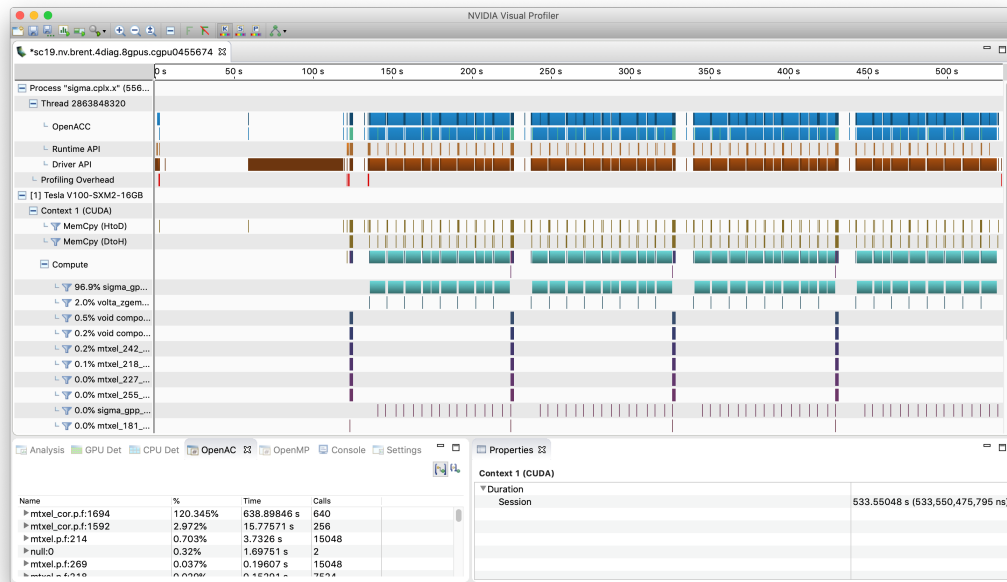 NVIDIA Visual Profiler
*sc19.nv.brent.4diag.8gpus.cgpu0455674
0 s 50 s 100 s 150 s 200 s 250 s 300 s 350 s 400 s 450 s 500 s
Process "sigma.cplx.x" (556...
Thread 2863848320
OpenACC
Runtime API
Driver API
Profiling Overhead
[1] Tesla V100-SXM2-16GB
Context 1 (CUDA)
MemCpy (HtoD)
MemCpy (DtoH)
Compute
96.9% sigma_gp...
2.0% volta_zgem...
0.5% void compo...
0.2% void compo...
0.2% mtxel_242_...
0.1% mtxel_218_...
0.0% mtxel_227_...
0.0% mtxel_255_...
0.0% sigma_gpp_...
0.0% mtxel_181_...
Analysis GPU Det CPU Det OpenAC OpenMP Console Settings
Name % Time Calls
mtxel_cor.p.f:1694 120.345% 638.89846 s 640
mtxel_cor.p.f:1592 2.972% 15.77571 s 256
mtxel.p.f:214 0.703% 3.7326 s 15048
null:0 0.32% 1.69751 s 2
mtxel.p.f:269 0.037% 0.19607 s 15048
Properties
Context 1 (CUDA)
Duration
Session 533.55048 s (533,550,475,795 ns)